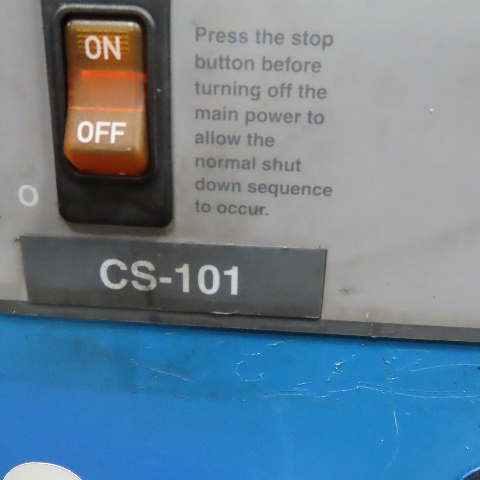 ON
OFF
Press the stop
button before
turning off the
main power to
allow the
normal shut
down sequence
to occur.
O
CS-101